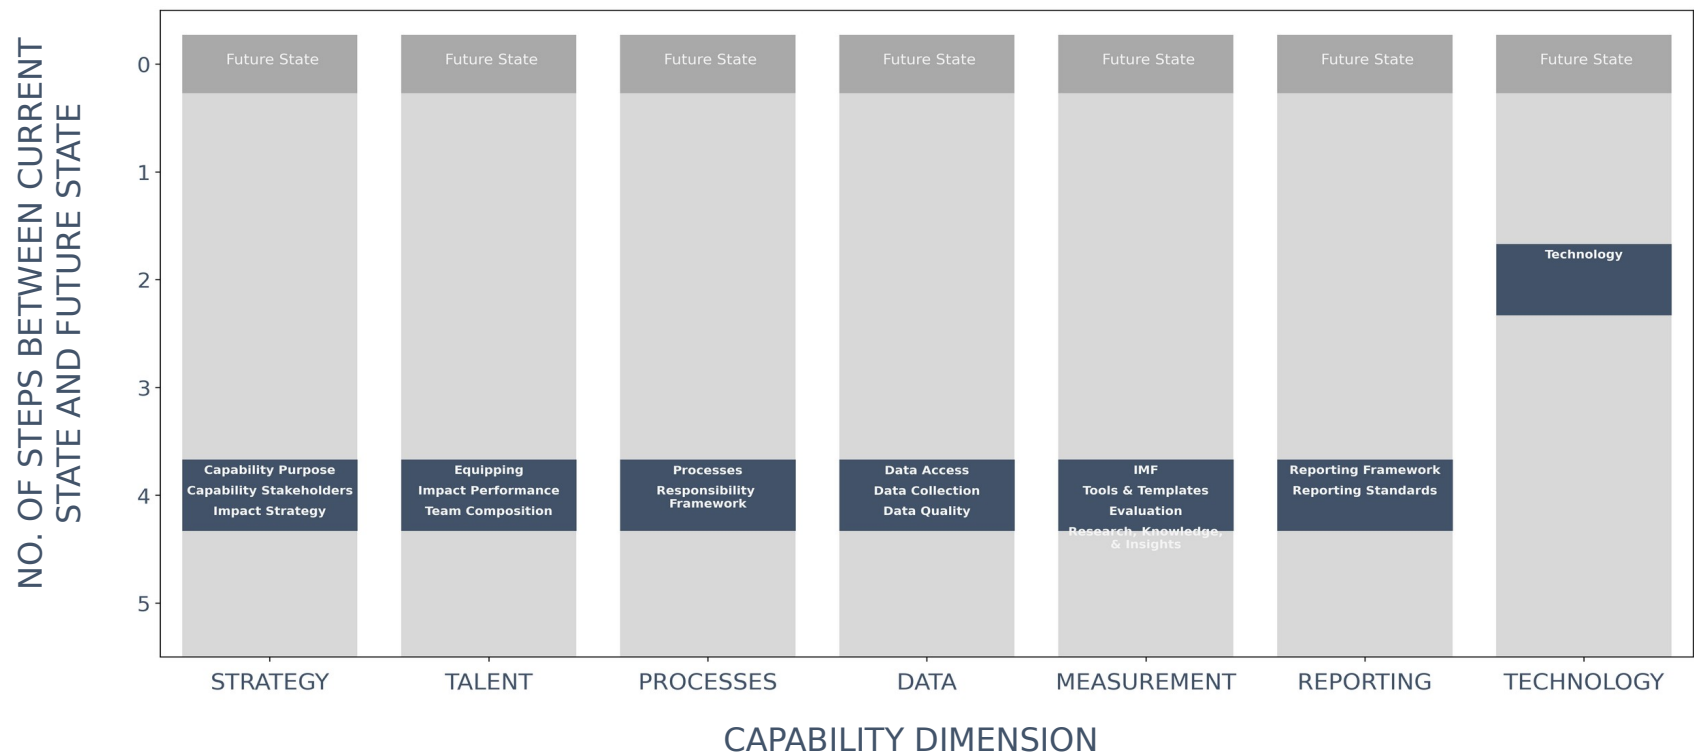 NO. OF STEPS BETWEEN CURRENT
STATE AND FUTURE STATE
0
1
2
3
4
5
Future State
Future State
Future State
Future State
Future State
Future State
Future State
Capability Purpose
Capability Stakeholders
Impact Strategy
Equipping
Impact Performance
Team Composition
Processes
Responsibility
Framework
Data Access
Data Collection
Data Quality
IMF
Tools & Templates
Evaluation
Research, Knowledge,
& Insights
Reporting Framework
Reporting Standards
Technology
STRATEGY
TALENT
PROCESSES
DATA
MEASUREMENT
REPORTING
TECHNOLOGY
CAPABILITY DIMENSION